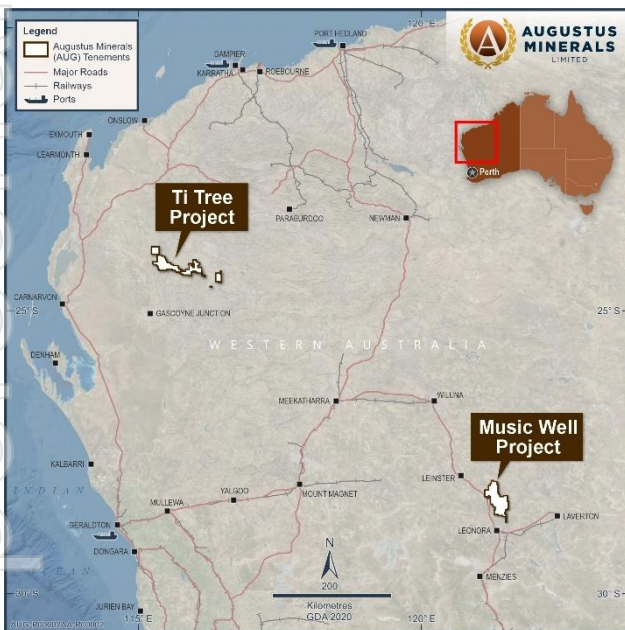 Legend
Augustus Minerals
(AUG) Tenements
Major Roads
Railways
Ports
120° E
AUGUSTUS
MINERALS
LIMITED
Perth
PORT HEDLAND
DAMPIER
KARRATHA
ROEBOURNE
ONSLOW
EXMOUTH
LEARMONTH
Ti Tree
Project
PARABURDOO
NEWMAN
CARNARVON
25° S
GASCOYNE JUNCTION
25° S
WESTERN AUSTRALIA
DENHAM
MEEKATHARRA
WILUNA
Music Well
Project
KALBARRI
LEINSTER
INDIAN
YALGOO
MOUNT MAGNET
MULLEWA
LAVERTON
GERALDTON
LEONORA
DONGARA
N
MENZIES
200
Kilometres
GDA 2020
30° S
30° S
JURIEN BAY
115° E
120° E